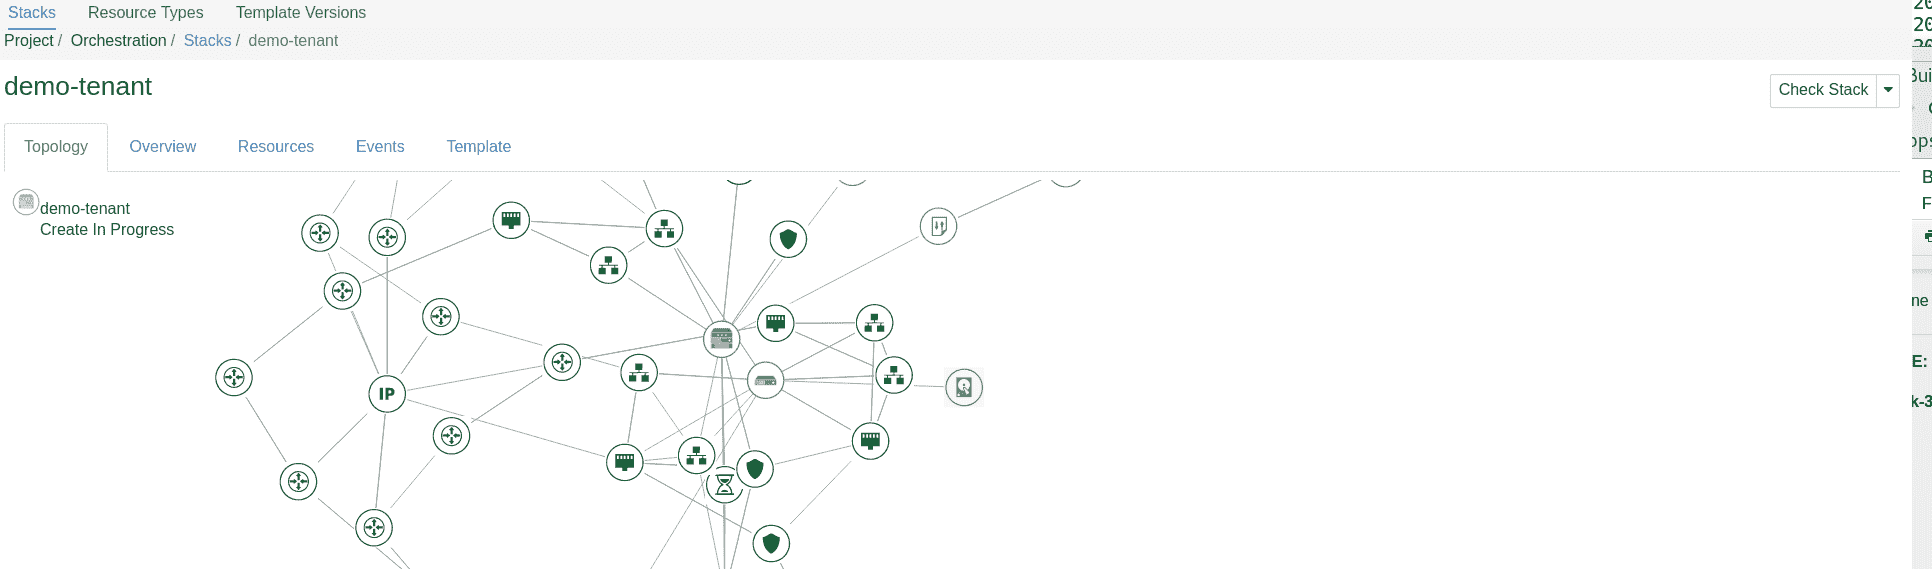 Stacks Resource Types Template Versions
Project / Orchestration / Stacks / demo-tenant
demo-tenant
Check Stack
Topology Overview Resources Events Template
demo-tenant
Create In Progress
IP